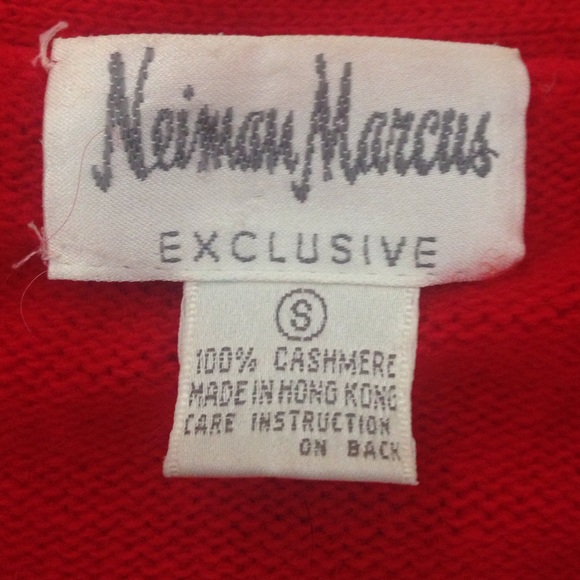 Neiman Marcus
EXCLUSIVE
S
100% CASHMERE
MADE IN HONG KONG
CARE INSTRUCTION
ON BACK